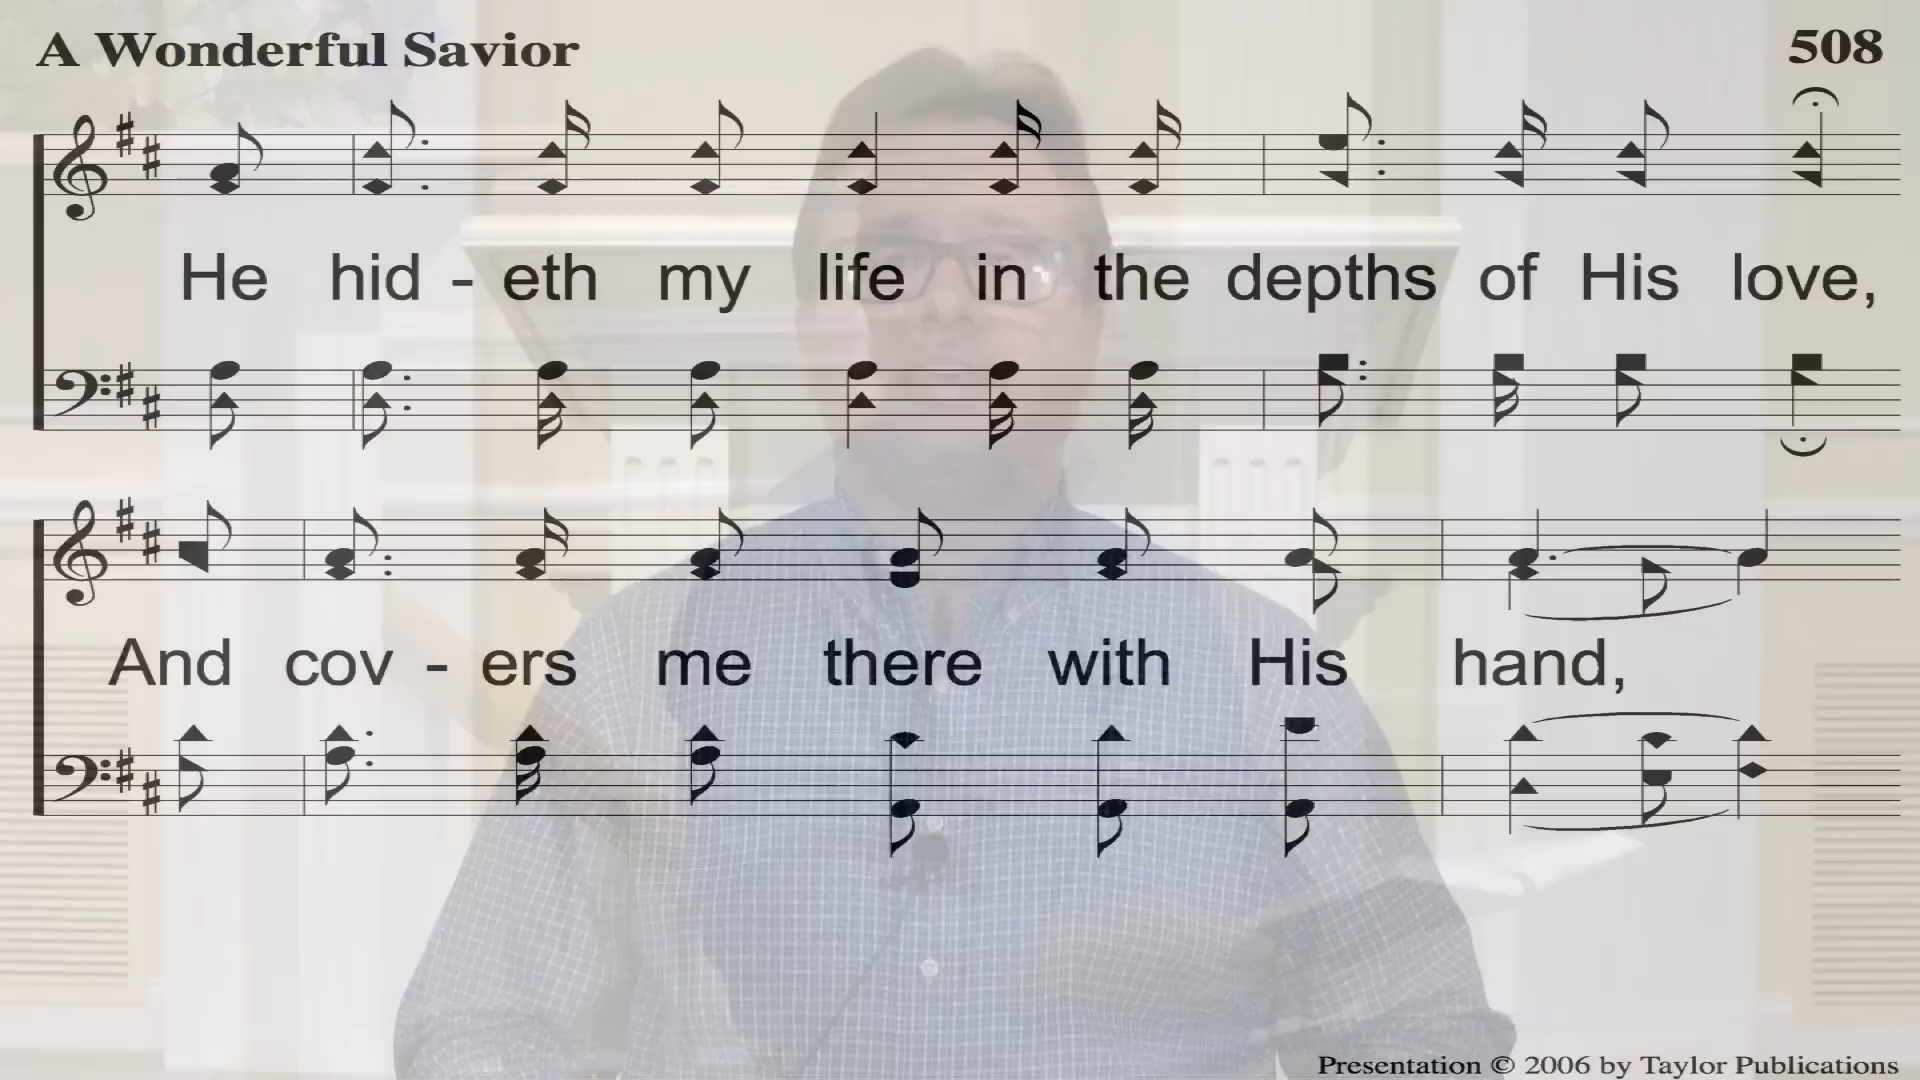 A Wonderful Savior 508
He hid - eth my life in the depths of His love,
And cov - ers me there with His hand,
Presentation © 2006 by Taylor Publications